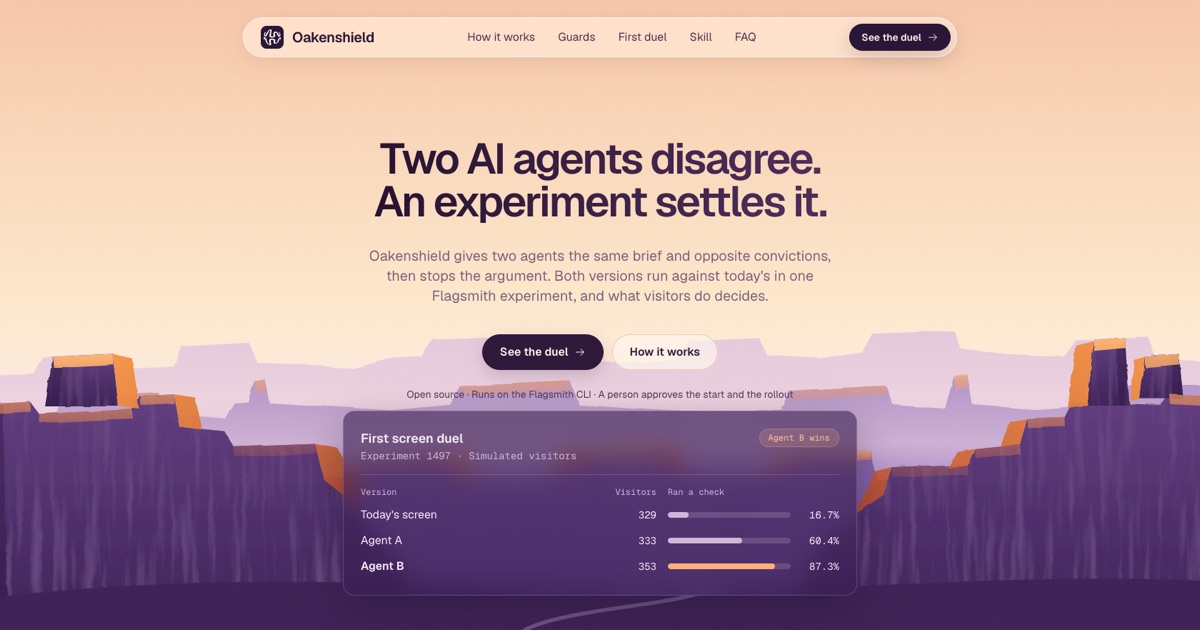 Oakenshield
How it works
Guards
First duel
Skill
FAQ
See the duel →
Two AI agents disagree.
An experiment settles it.
Oakenshield gives two agents the same brief and opposite convictions,
then stops the argument. Both versions run against today's in one
Flagsmith experiment, and what visitors do decides.
See the duel →
How it works
Open source · Runs on the Flagsmith CLI · A person approves the start and the rollout
First screen duel
Agent B wins
Experiment 1497 · Simulated visitors
Version Visitors Ran a check
Today's screen 329 16.7%
Agent A 333 60.4%
Agent B 353 87.3%